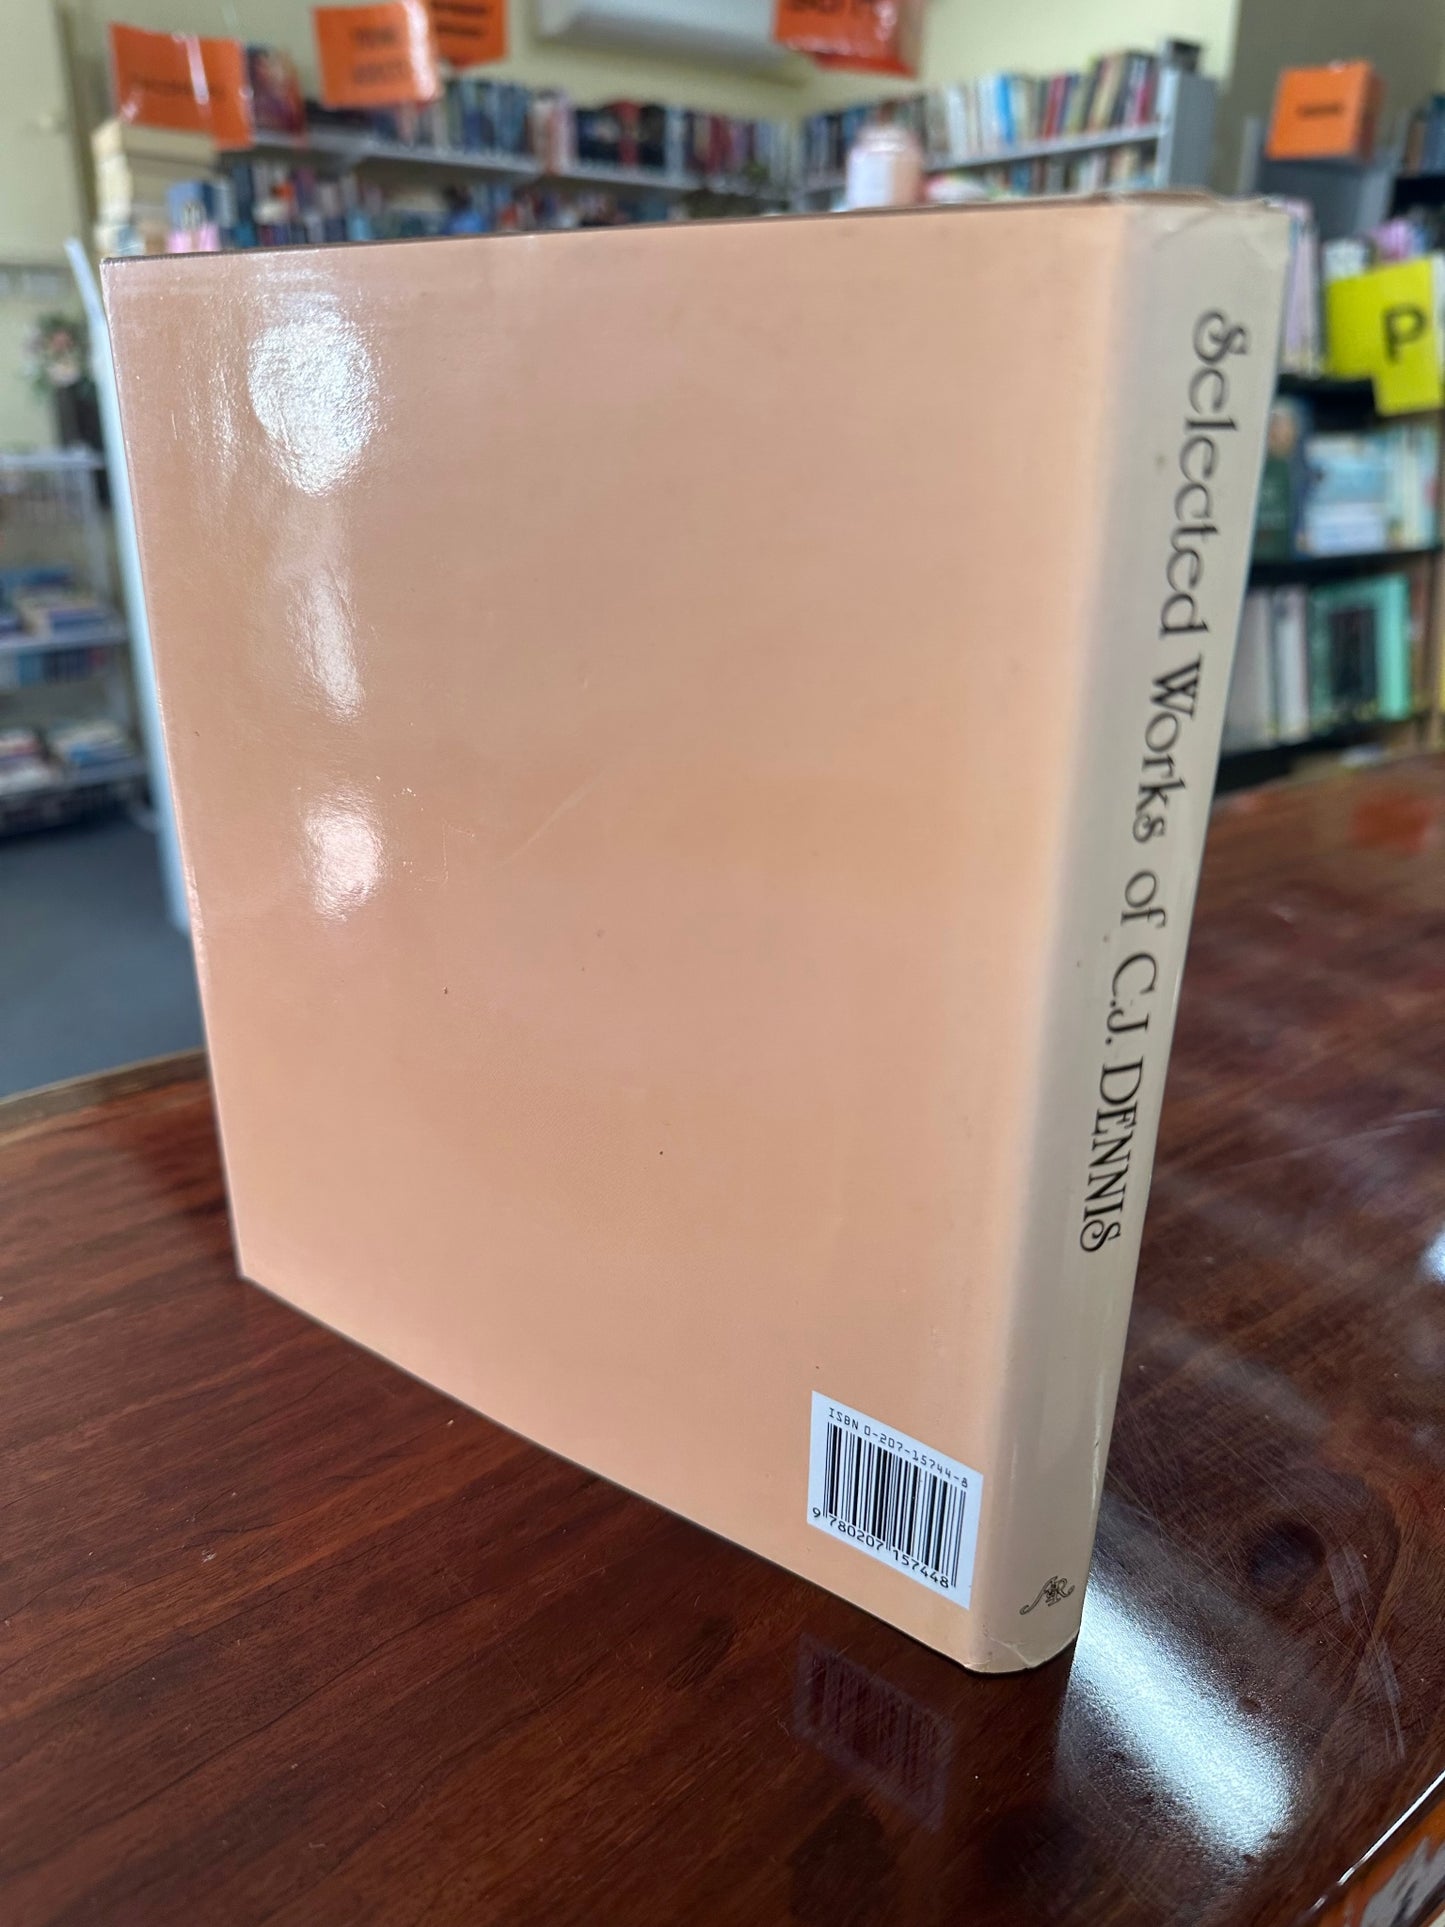 Selected Works of C.J. DENNIS
ISBN 0-207-15744-8
9 780207 157448
P